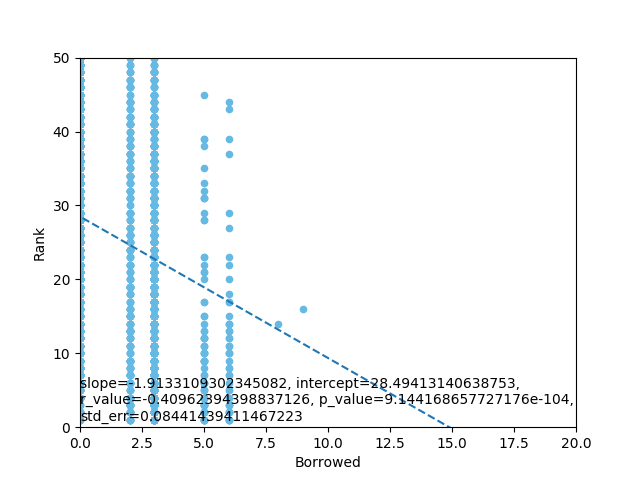 50
40
30
20
10
0
Rank
slope=-1.9133109302345082, intercept=28.49413140638753,
r_value=-0.40962394398837126, p_value=9.144168657727176e-104,
std_err=0.08441439411467223
0.0 2.5 5.0 7.5 10.0 12.5 15.0 17.5 20.0
Borrowed